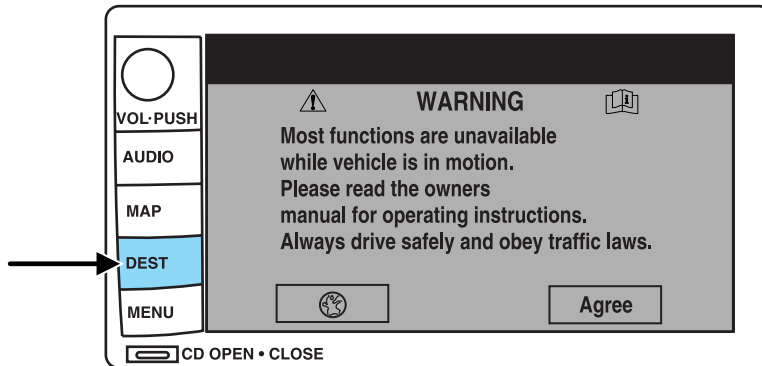 VOL·PUSH
AUDIO
MAP
DEST
MENU
WARNING
Most functions are unavailable
while vehicle is in motion.
Please read the owners
manual for operating instructions.
Always drive safely and obey traffic laws.
Agree
CD OPEN • CLOSE